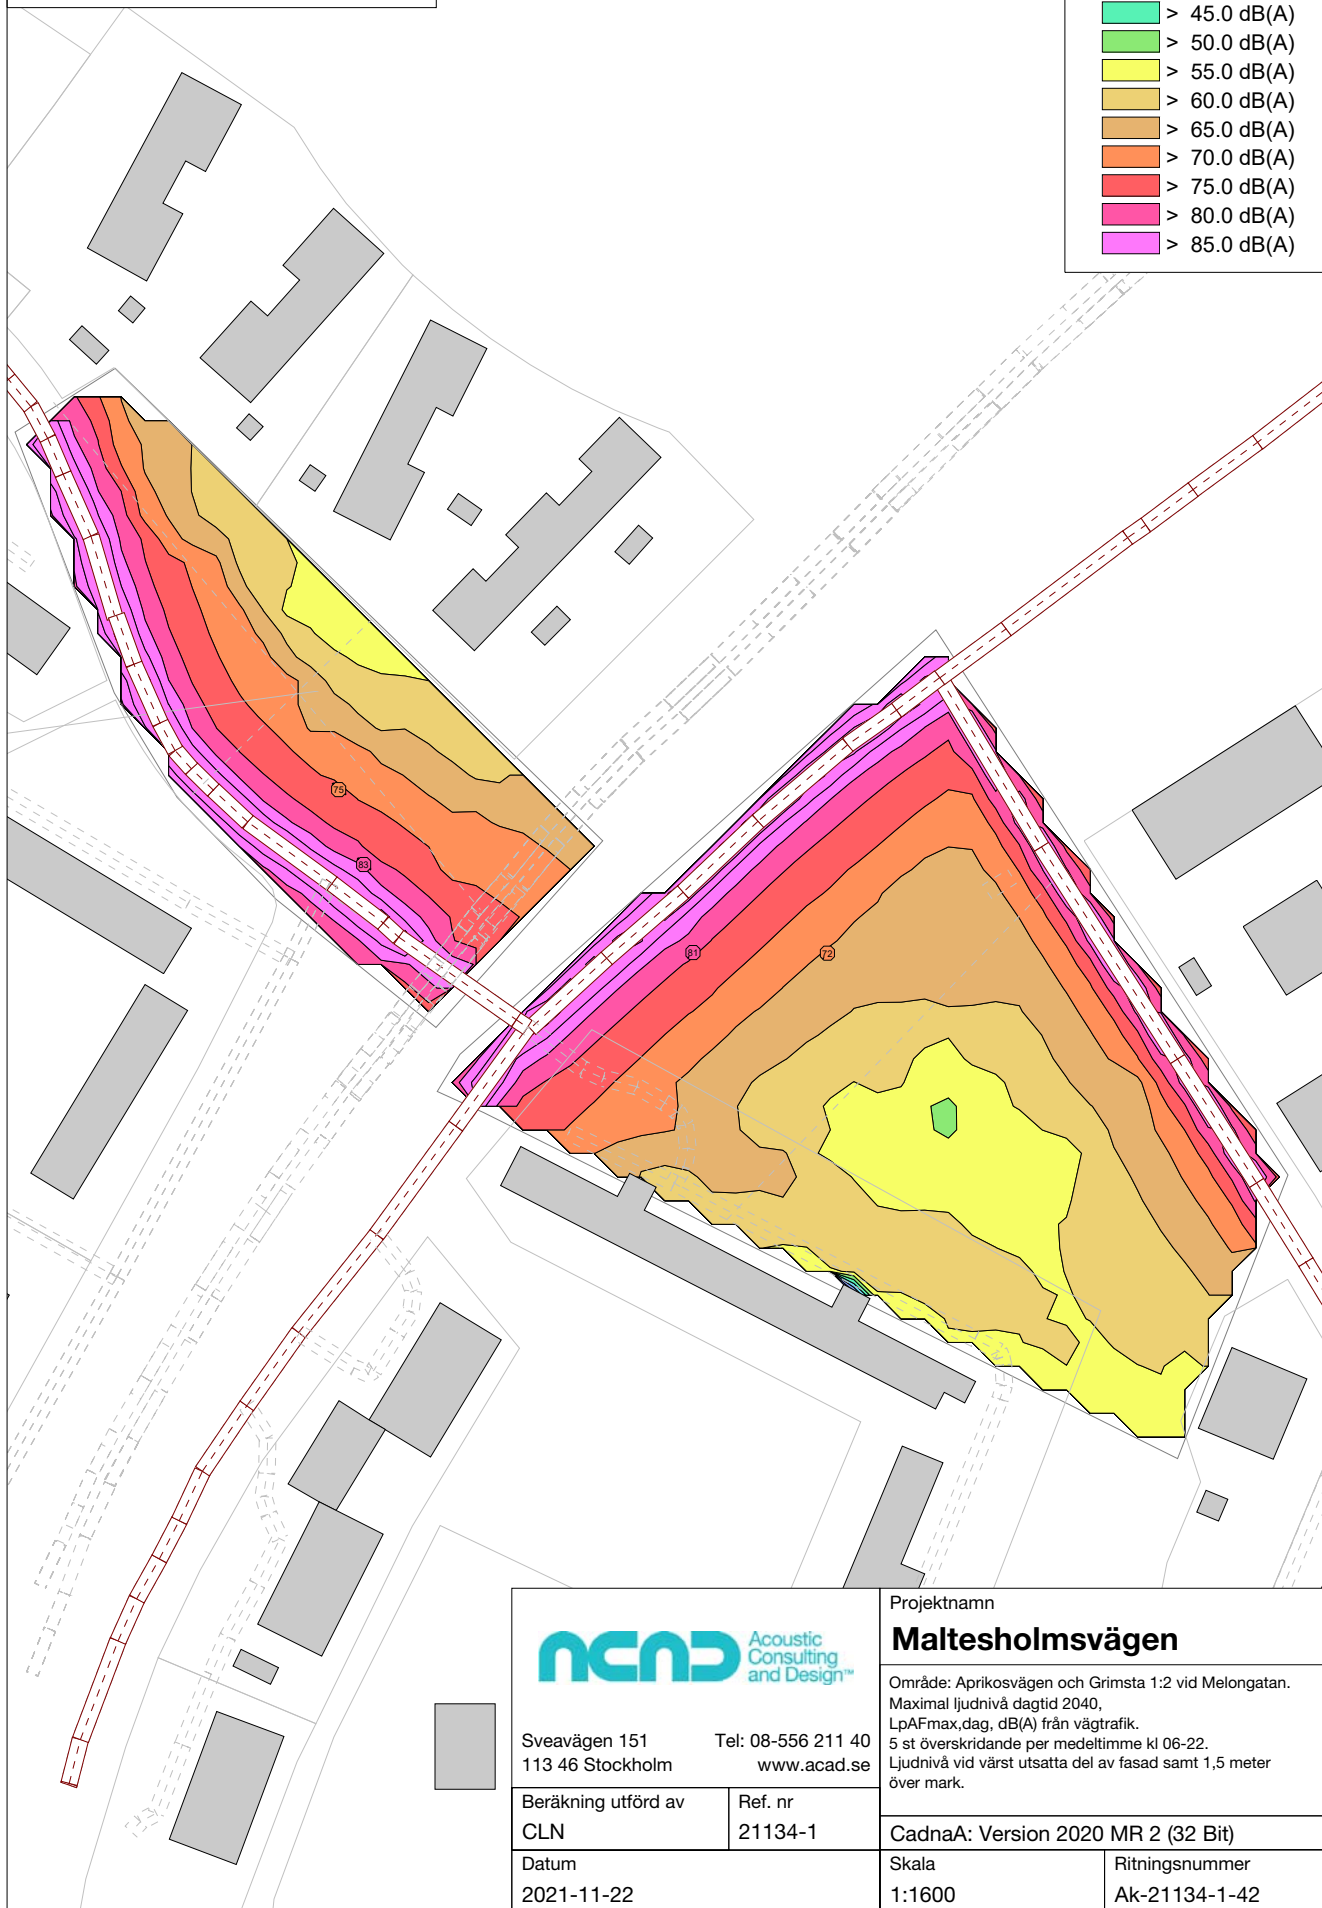 > 45.0 dB(A)
> 50.0 dB(A)
> 55.0 dB(A)
> 60.0 dB(A)
> 65.0 dB(A)
> 70.0 dB(A)
> 75.0 dB(A)
> 80.0 dB(A)
> 85.0 dB(A)
75
83
81
72
ACAD Acoustic
Consulting
and Design™
Sveavägen 151 Tel: 08-556 211 40
113 46 Stockholm www.acad.se
Beräkning utförd av
CLN
Ref. nr
21134-1
Datum
2021-11-22
Projektnamn
Maltesholmsvägen
Område: Aprikosvägen och Grimsta 1:2 vid Melongatan.
Maximal ljudnivå dagtid 2040,
LpAFmax,dag, dB(A) från vägtrafik.
5 st överskridande per medeltimme kl 06-22.
Ljudnivå vid värst utsatta del av fasad samt 1,5 meter
över mark.
CadnaA: Version 2020 MR 2 (32 Bit)
Skala
1:1600
Ritningsnummer
Ak-21134-1-42